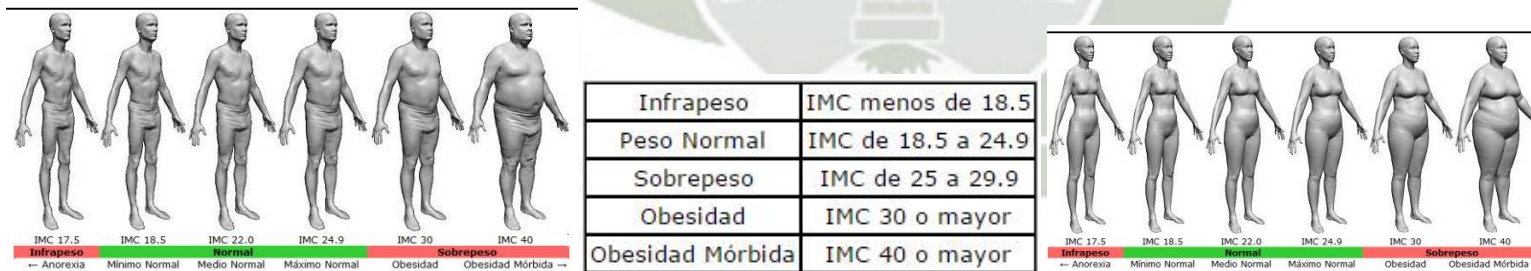 IMC 17.5 IMC 18.5 IMC 22.0 IMC 24.9 IMC 30 IMC 40
Infrapeso Normal Sobrepeso
← Anorexia Mínimo Normal Medio Normal Máximo Normal Obesidad Obesidad Mórbida →
Infrapeso IMC menos de 18.5
Peso Normal IMC de 18.5 a 24.9
Sobrepeso IMC de 25 a 29.9
Obesidad IMC 30 o mayor
Obesidad Mórbida IMC 40 o mayor
IMC 17.5 IMC 18.5 IMC 22.0 IMC 24.9 IMC 30 IMC 40
Infrapeso Normal Sobrepeso
← Anorexia Mínimo Normal Medio Normal Máximo Normal Obesidad Obesidad Mórbida